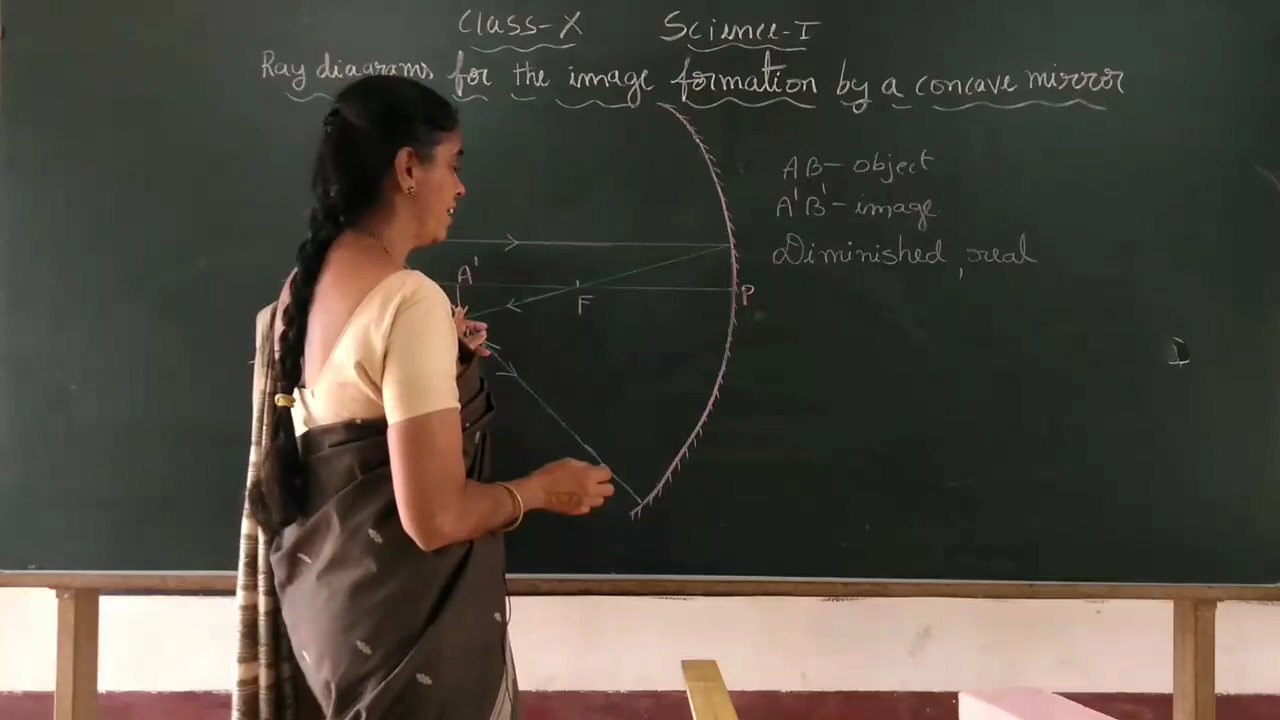 Class-X Science-I
Ray diagrams for the image formation by a concave mirror
AB- object
A'B'- image
Diminished, real
A'
F
P